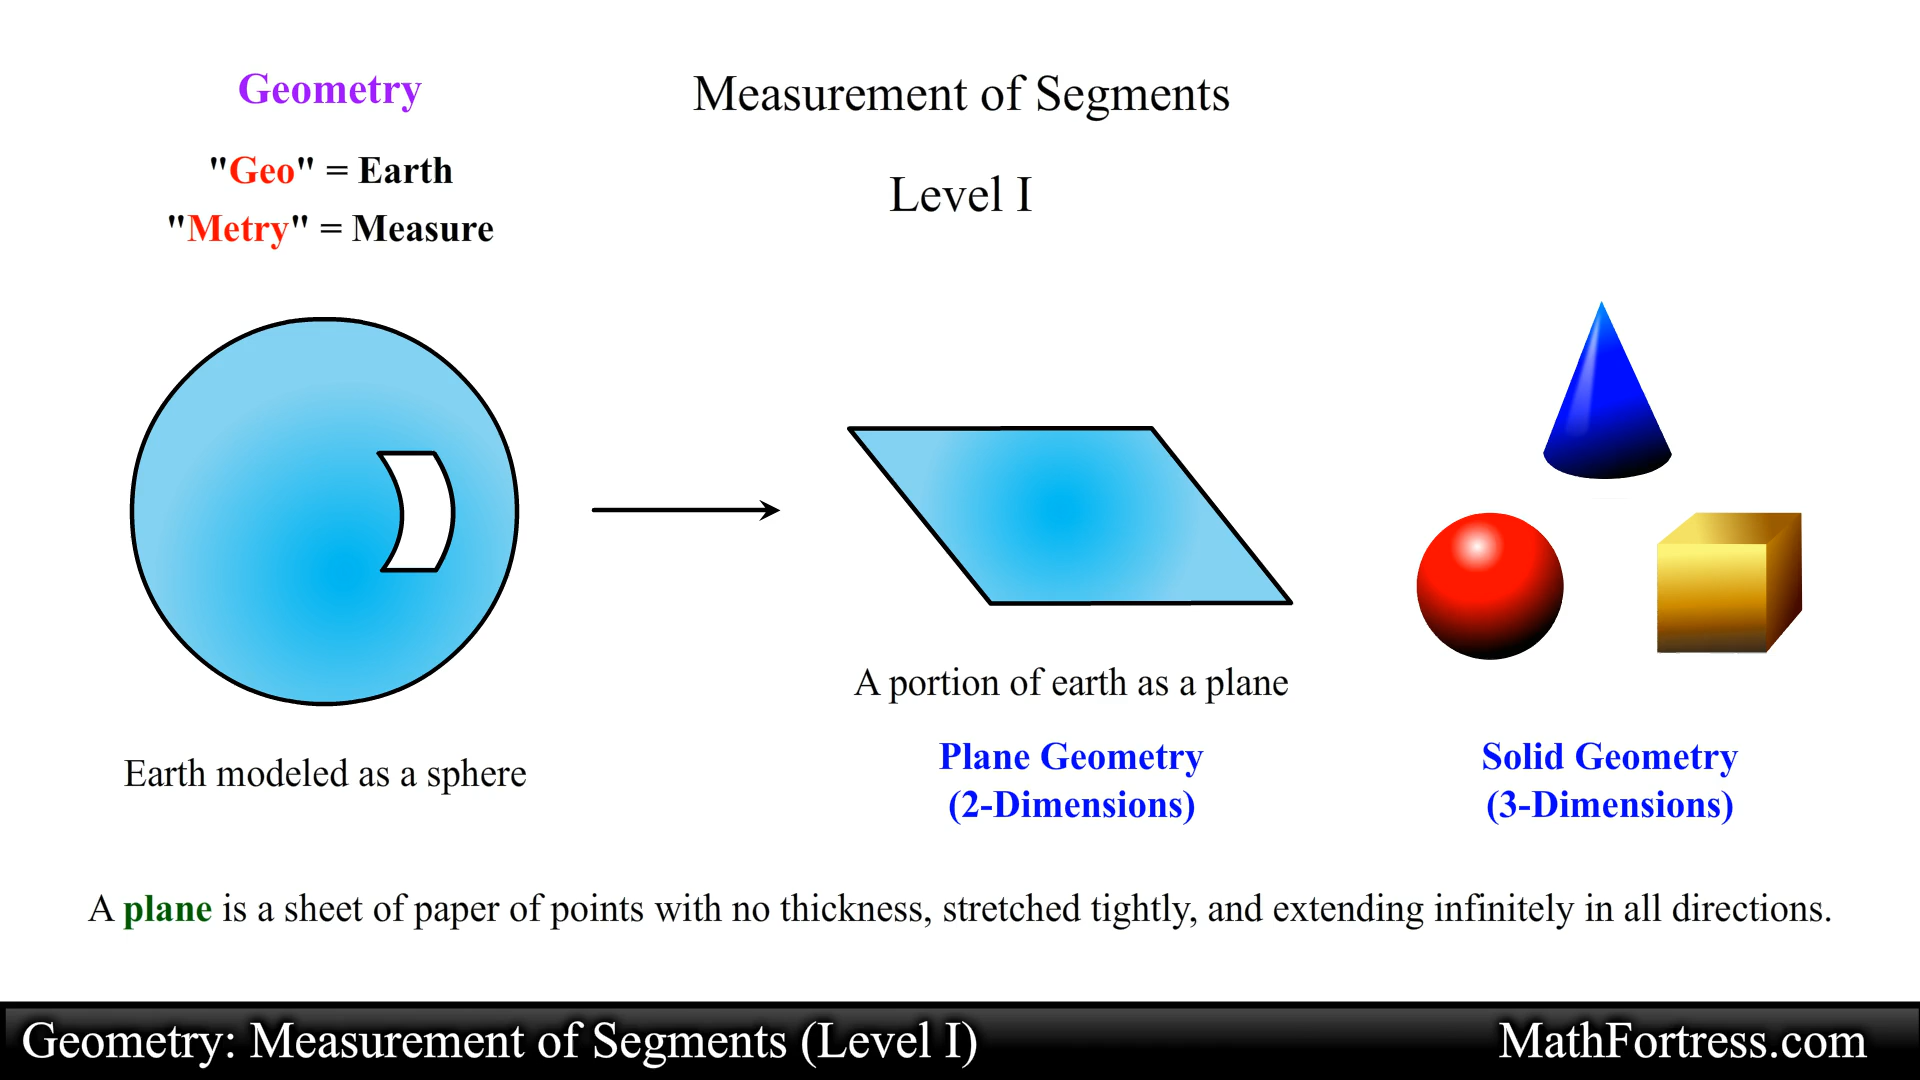 Geometry
Measurement of Segments
"Geo" = Earth
Level I
"Metry" = Measure
A portion of earth as a plane
Earth modeled as a sphere
Plane Geometry
(2-Dimensions)
Solid Geometry
(3-Dimensions)
A plane is a sheet of paper of points with no thickness, stretched tightly, and extending infinitely in all directions.
Geometry: Measurement of Segments (Level I)
MathFortress.com